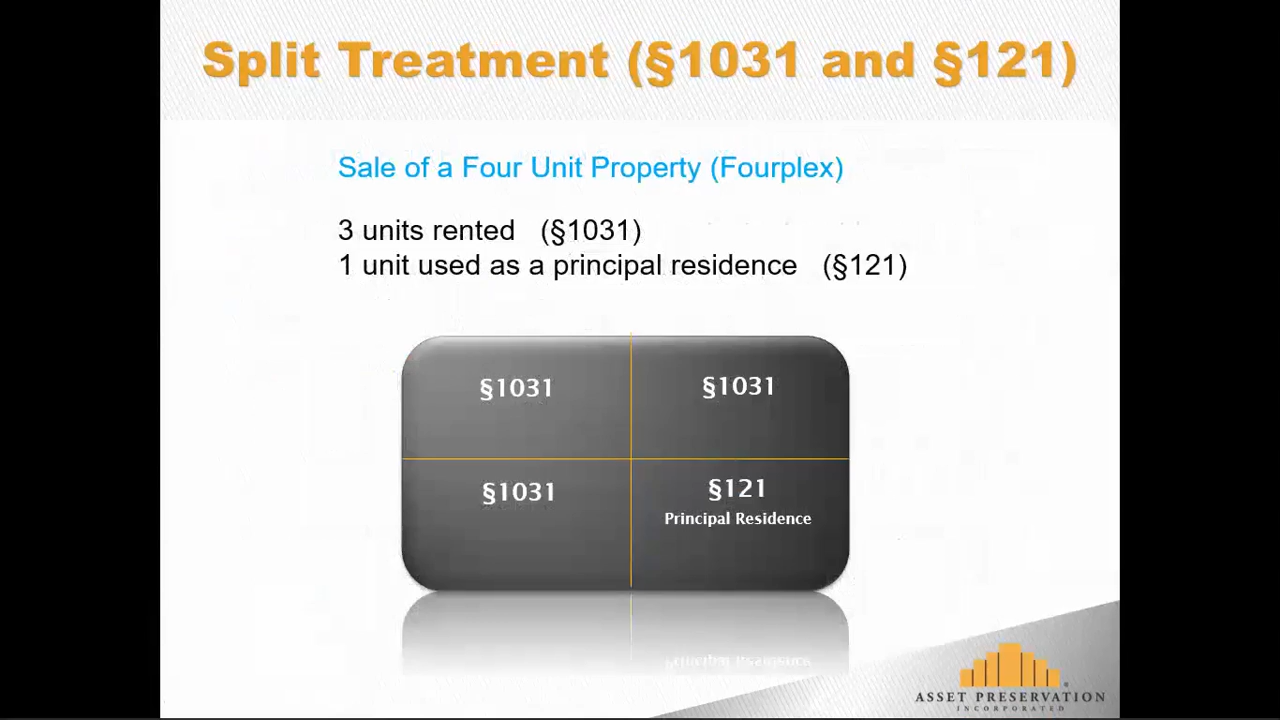 Split Treatment (§1031 and §121)
Sale of a Four Unit Property (Fourplex)
3 units rented (§1031)
1 unit used as a principal residence (§121)
§1031
§1031
§1031
§121
Principal Residence
ASSET PRESERVATION
INCORPORATED